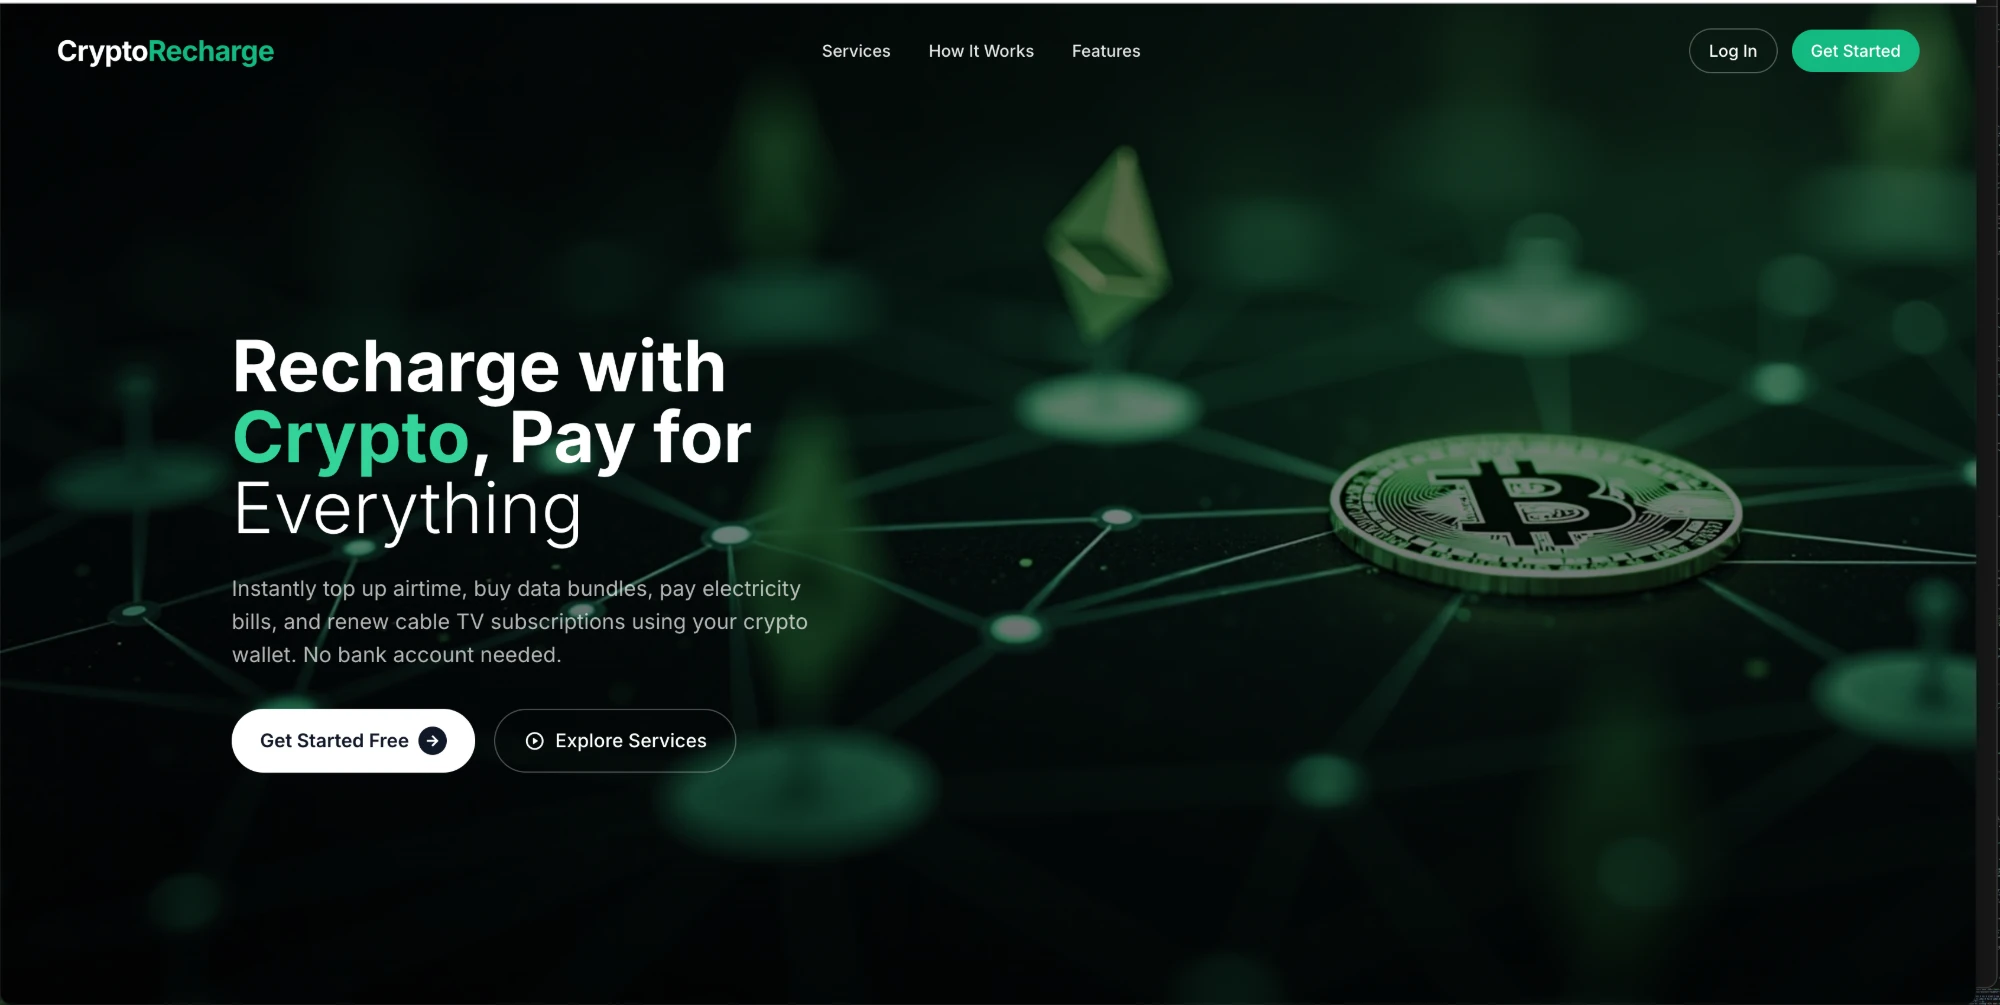 CryptoRecharge
Services
How It Works
Features
Log In
Get Started
Recharge with
Crypto, Pay for
Everything
Instantly top up airtime, buy data bundles, pay electricity
bills, and renew cable TV subscriptions using your crypto
wallet. No bank account needed.
Get Started Free
Explore Services